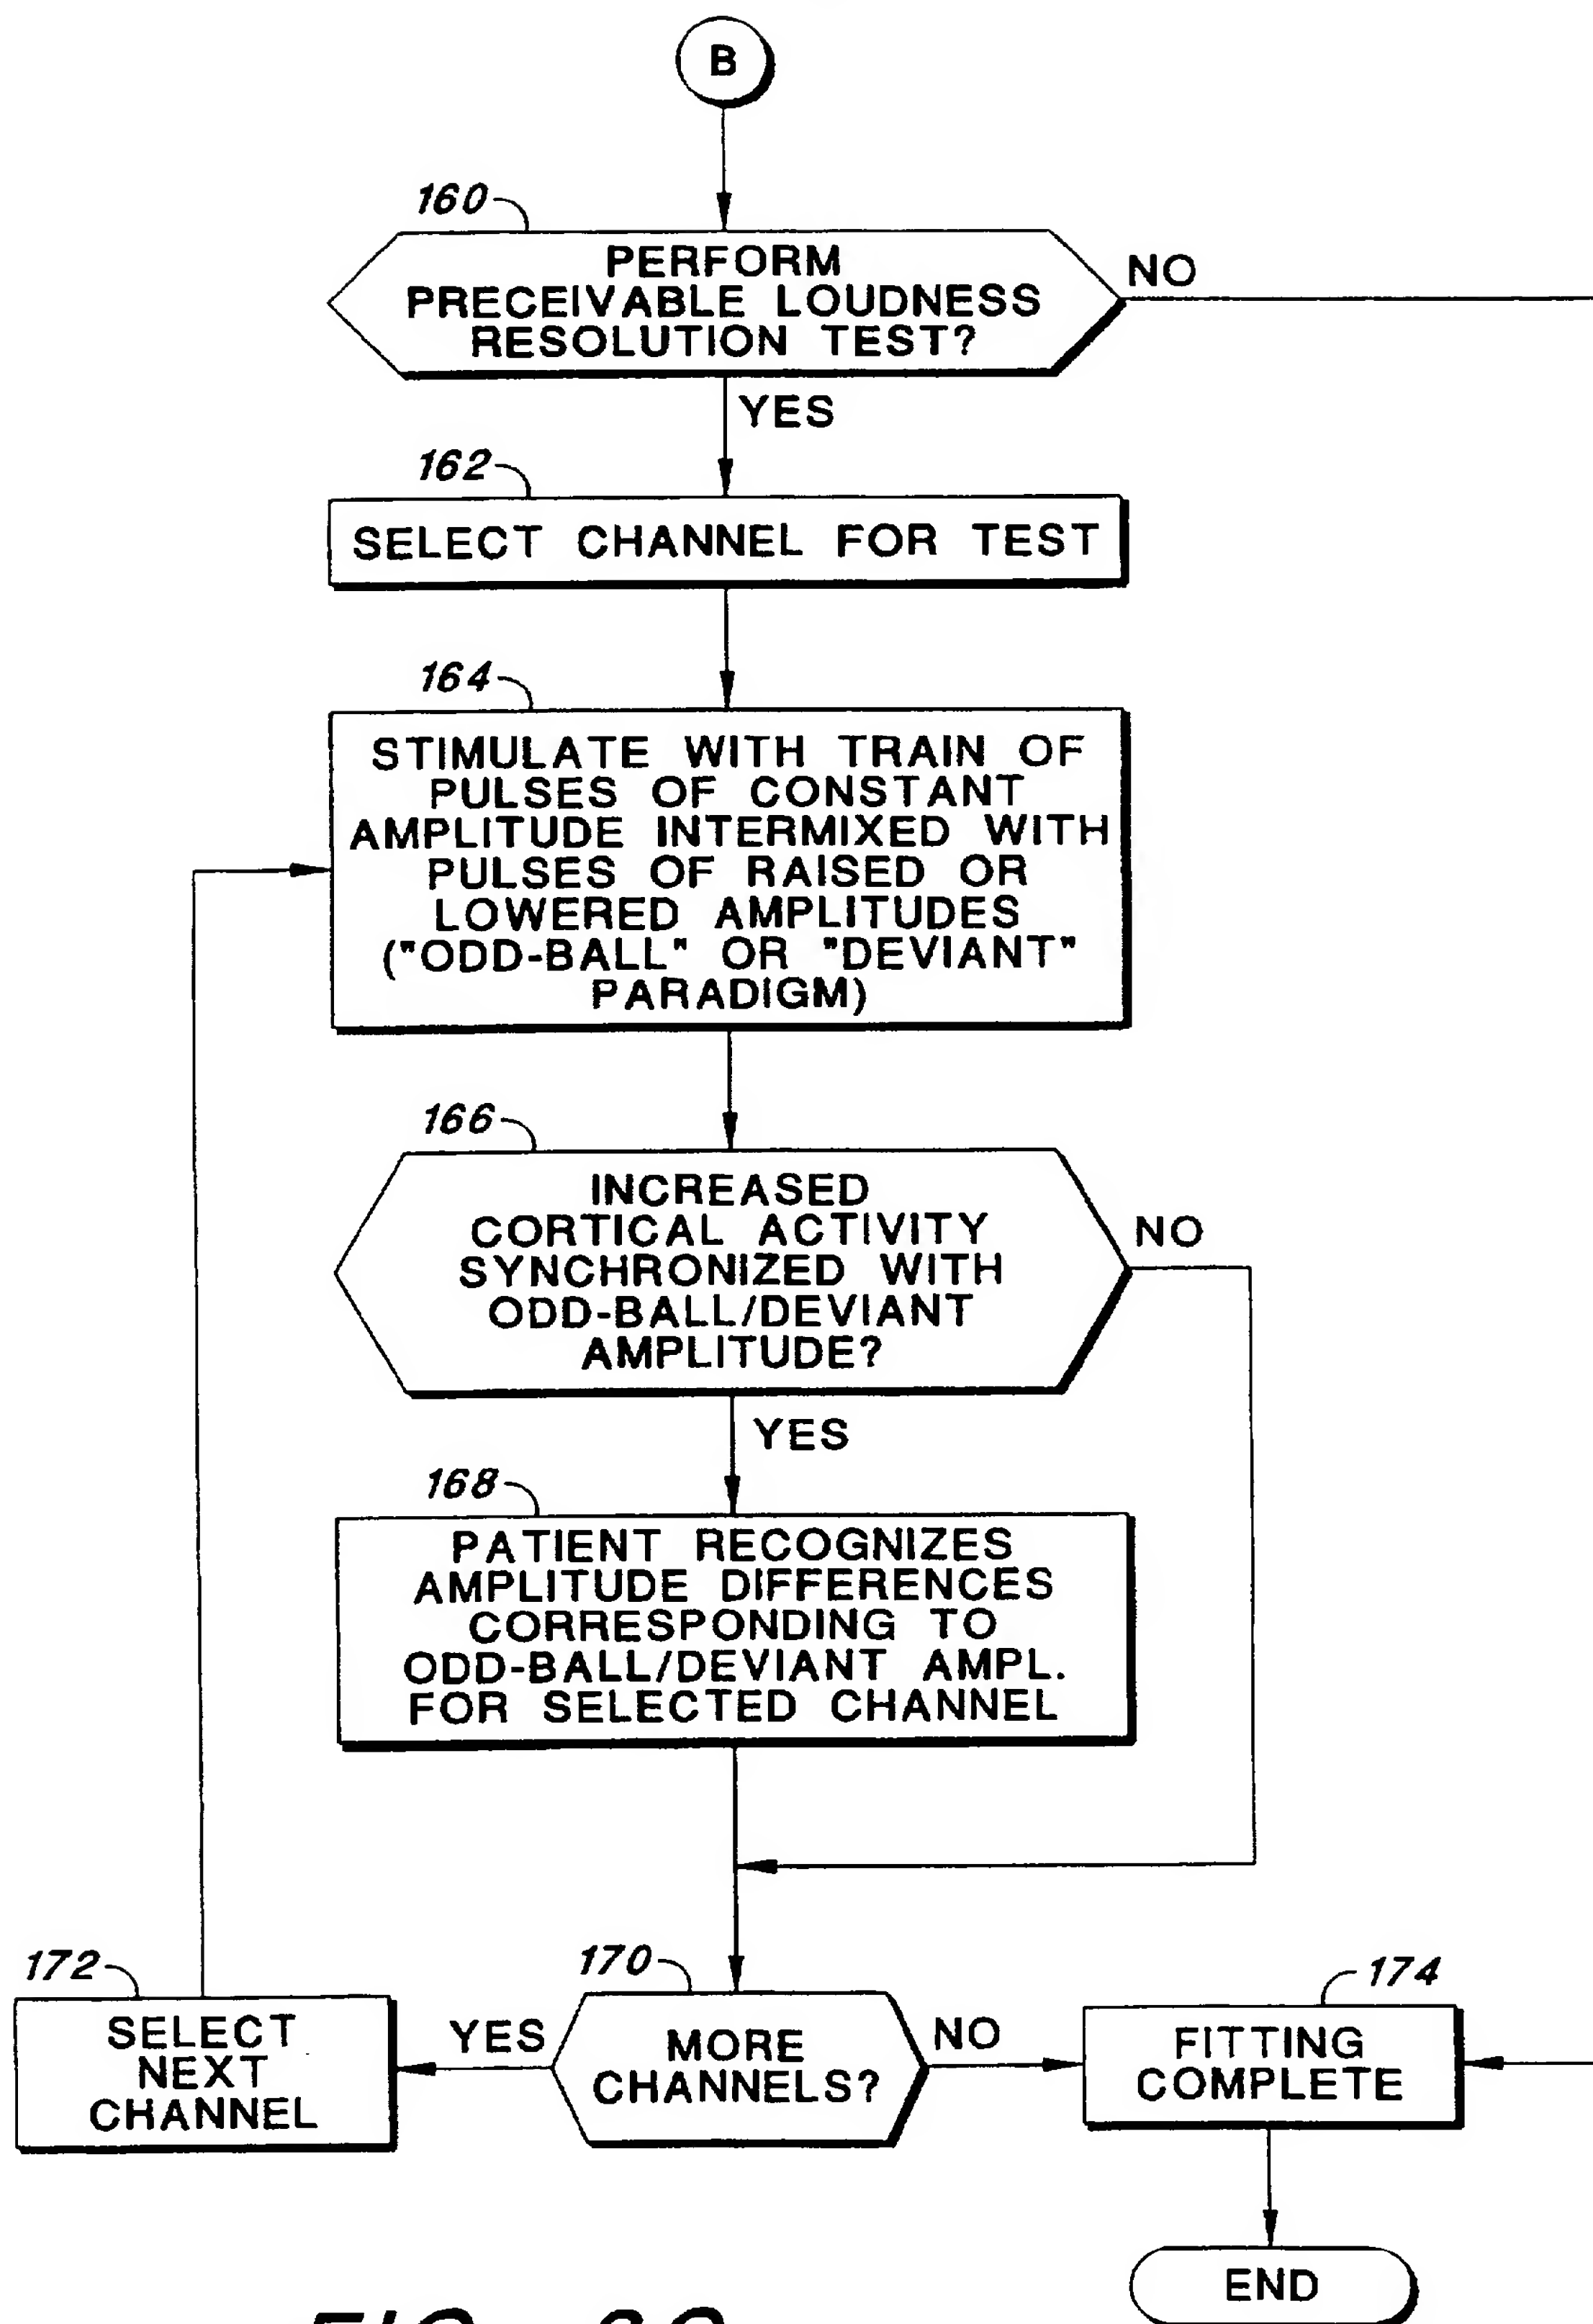 B
160
PERFORM
PRECEIVABLE LOUDNESS
RESOLUTION TEST?
NO
YES
162
SELECT CHANNEL FOR TEST
164
STIMULATE WITH TRAIN OF
PULSES OF CONSTANT
AMPLITUDE INTERMIXED WITH
PULSES OF RAISED OR
LOWERED AMPLITUDES
("ODD-BALL" OR "DEVIANT"
PARADIGM)
166
INCREASED
CORTICAL ACTIVITY
SYNCHRONIZED WITH
ODD-BALL/DEVIANT
AMPLITUDE?
NO
YES
168
PATIENT RECOGNIZES
AMPLITUDE DIFFERENCES
CORRESPONDING TO
ODD-BALL/DEVIANT AMPL.
FOR SELECTED CHANNEL
172
SELECT
NEXT
CHANNEL
YES
170
MORE
CHANNELS?
NO
174
FITTING
COMPLETE
END